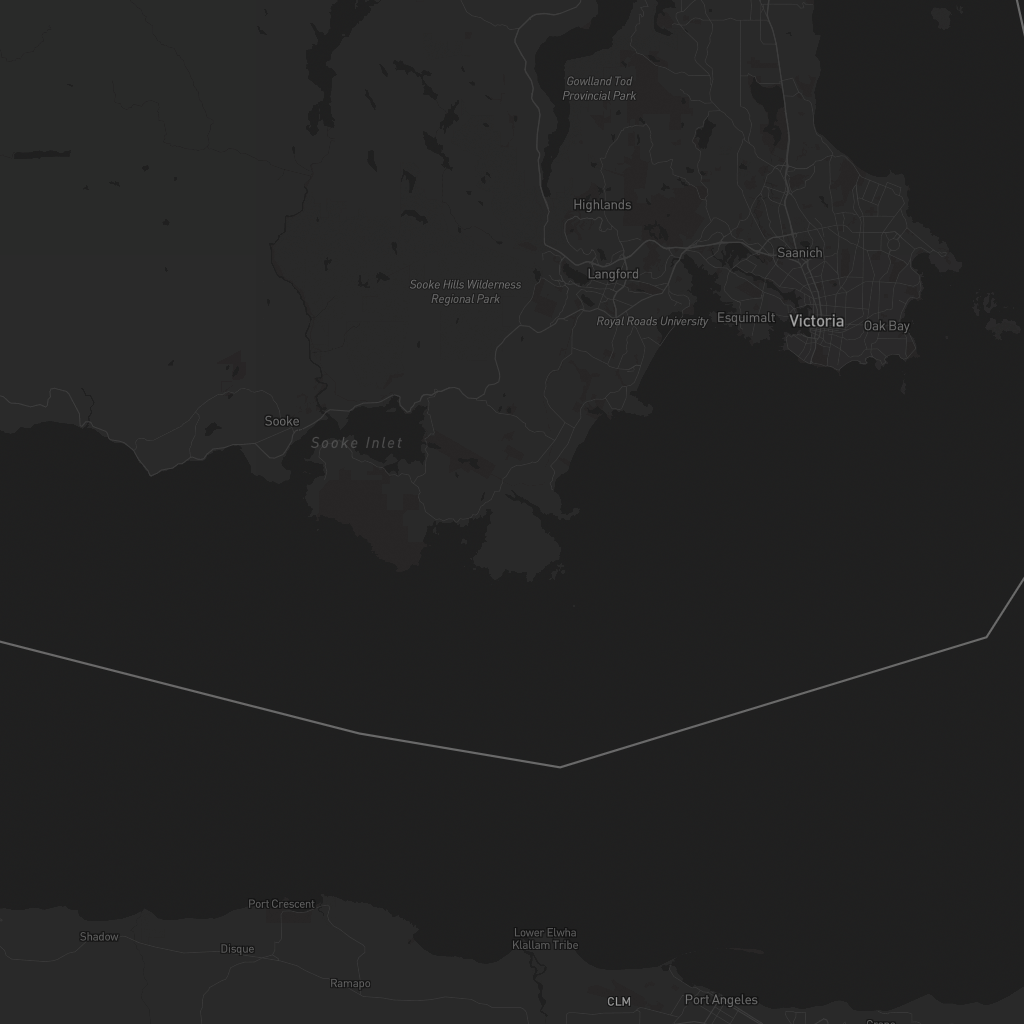 Gowlland Tod
Provincial Park
Highlands
Saanich
Langford
Sooke Hills Wilderness
Regional Park
Royal Roads University
Esquimalt
Victoria
Oak Bay
Sooke
Sooke Inlet
Port Crescent
Shadow
Disque
Lower Elwha
Klallam Tribe
Ramapo
CLM
Port Angeles